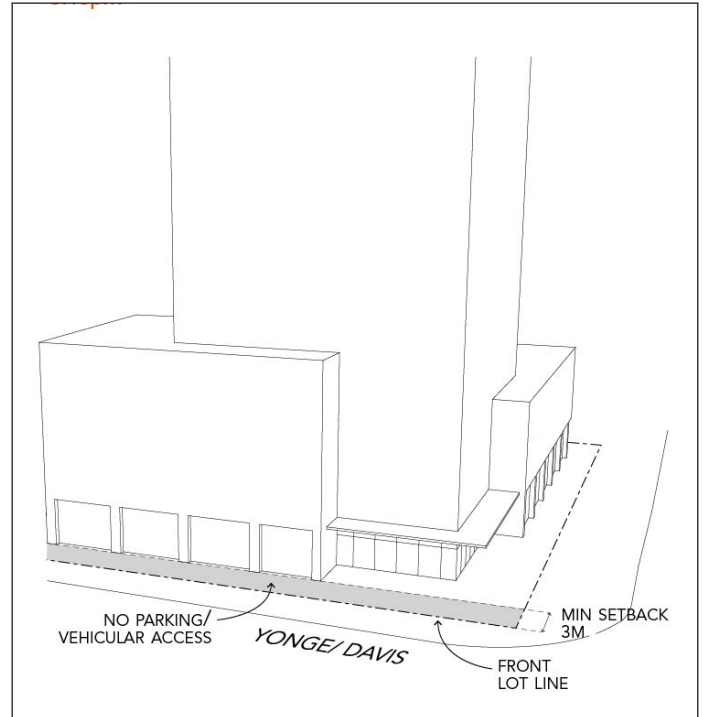 NO PARKING/
VEHICULAR ACCESS
YONGE/ DAVIS
MIN SETBACK
3M
FRONT
LOT LINE